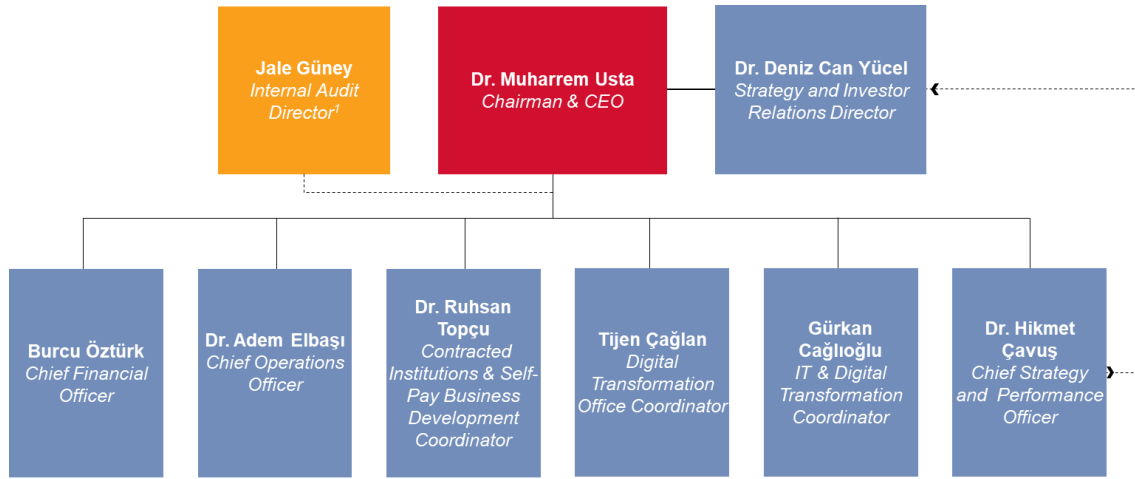 Jale Güney
Internal Audit
Director¹
Dr. Muharrem Usta
Chairman & CEO
Dr. Deniz Can Yücel
Strategy and Investor
Relations Director
Burcu Öztürk
Chief Financial
Officer
Dr. Adem Elbaşı
Chief Operations
Officer
Dr. Ruhsan
Topçu
Contracted
Institutions & Self-
Pay Business
Development
Coordinator
Tijen Çağlan
Digital
Transformation
Office Coordinator
Gürkan
Cağlıoğlu
IT & Digital
Transformation
Coordinator
Dr. Hikmet
Çavuş
Chief Strategy
and Performance
Officer